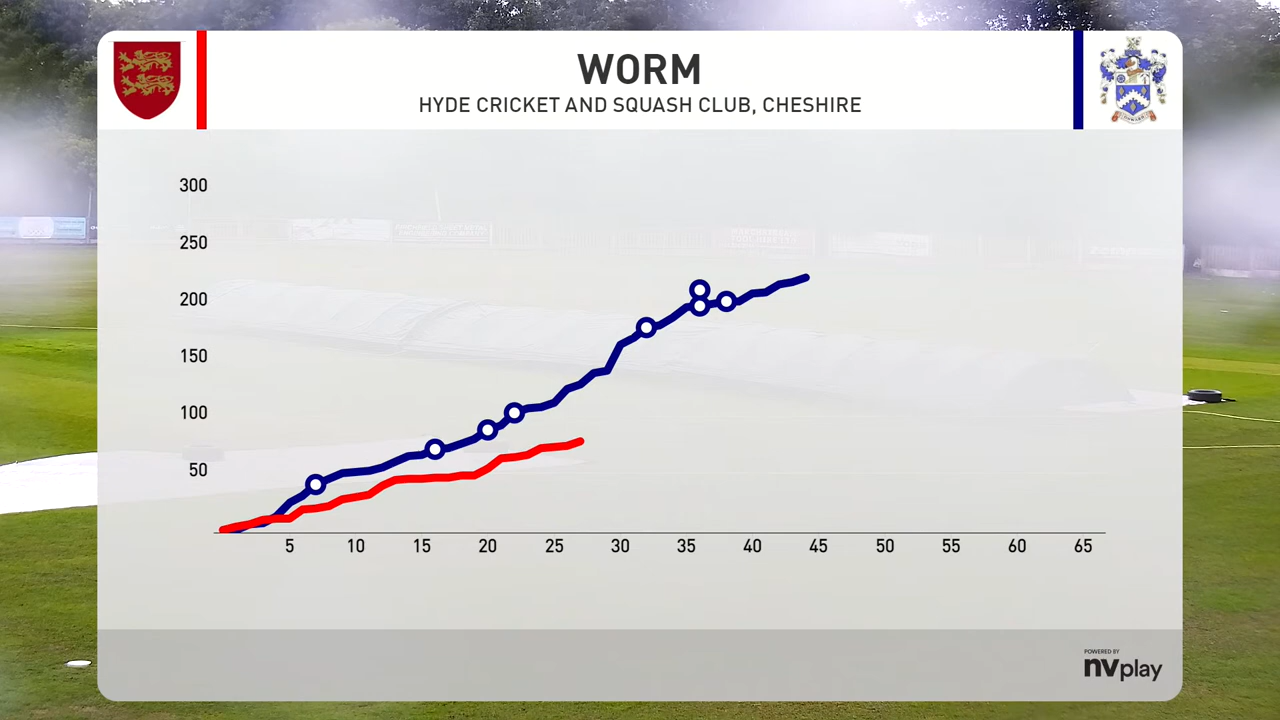 WORM
HYDE CRICKET AND SQUASH CLUB, CHESHIRE
300
250
200
150
100
50
5 10 15 20 25 30 35 40 45 50 55 60 65
POWERED BY
nvplay